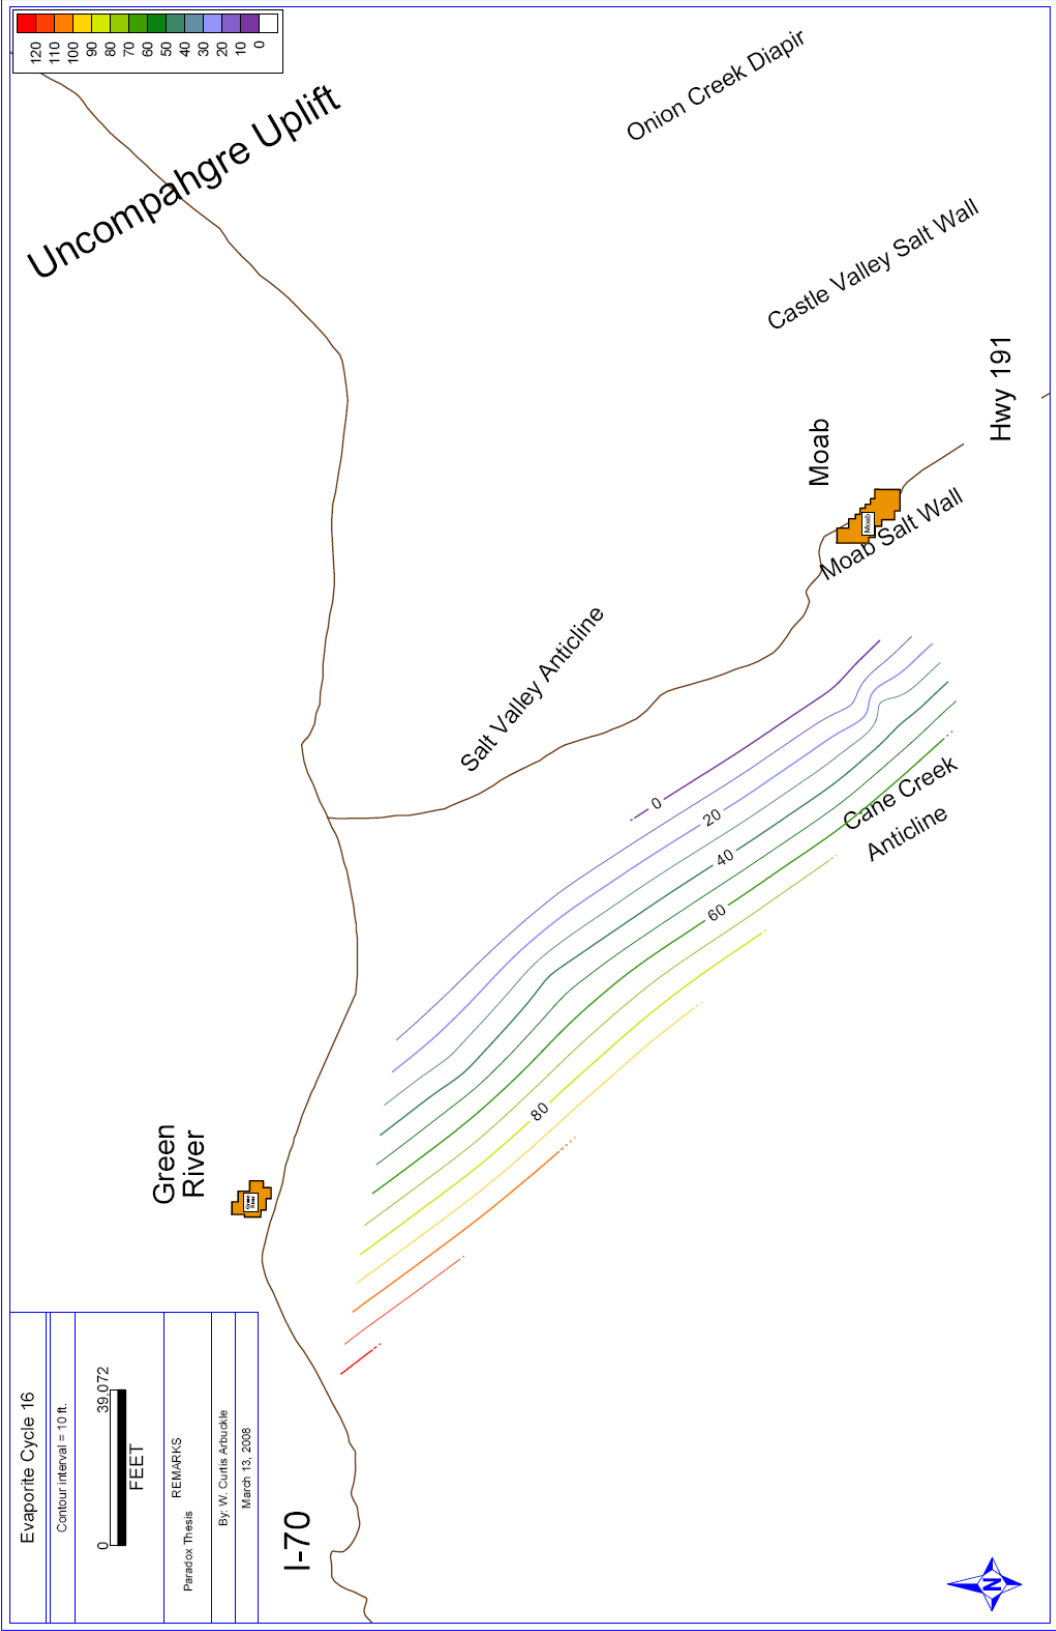 Evaporite Cycle 16
Contour interval = 10 ft.
0
39,072
FEET
REMARKS
Paradox Thesis
By: W. Curtis Arbuckle
March 13, 2008
I-70
Green
River
Green
River
Uncompahgre Uplift
120
110
100
90
80
70
60
50
40
30
20
10
0
Onion Creek Diapir
Castle Valley Salt Wall
Hwy 191
Moab
Moab
Moab Salt Wall
Salt Valley Anticline
Cane Creek
Anticline
0
20
40
60
80
N